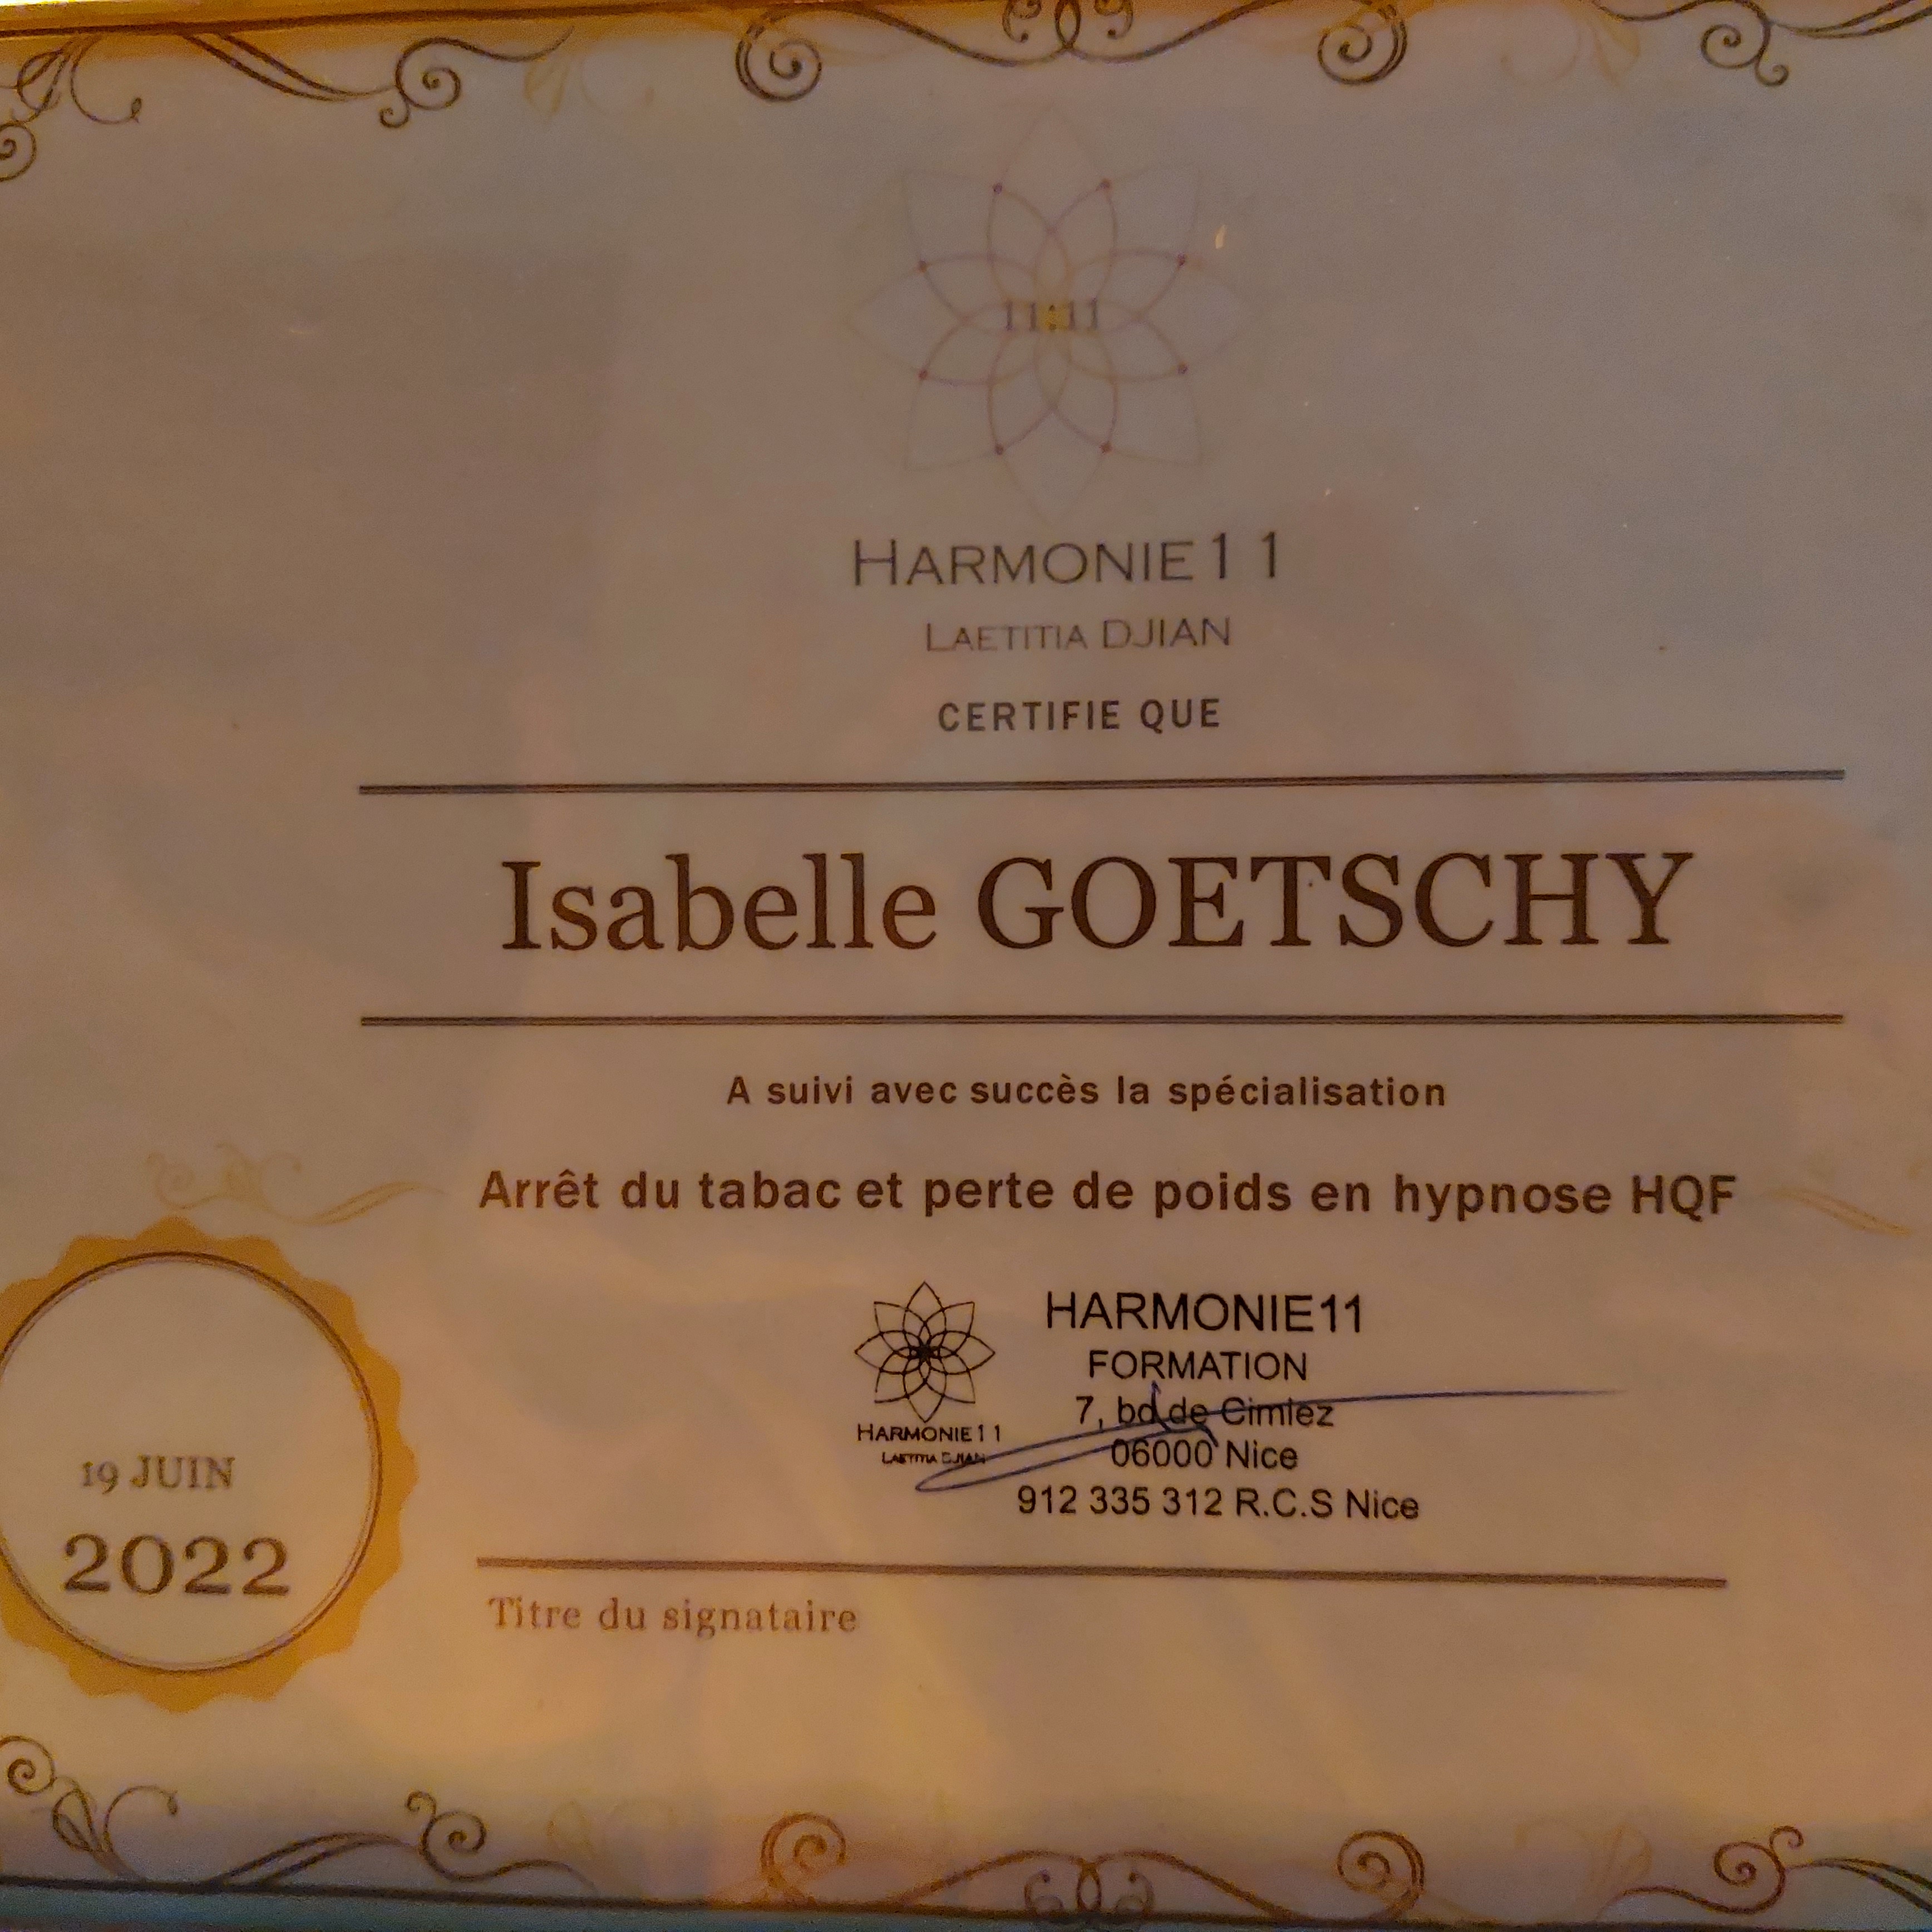 11:11
HARMONIE11
LAETITIA DJIAN
CERTIFIE QUE
Isabelle GOETSCHY
A suivi avec succès la spécialisation
Arrêt du tabac et perte de poids en hypnose HQF
HARMONIE11
LAETITIA DJIAN
HARMONIE11
FORMATION
7, bd de Cimiez
06000 Nice
912 335 312 R.C.S Nice
19 JUIN
2022
Titre du signataire